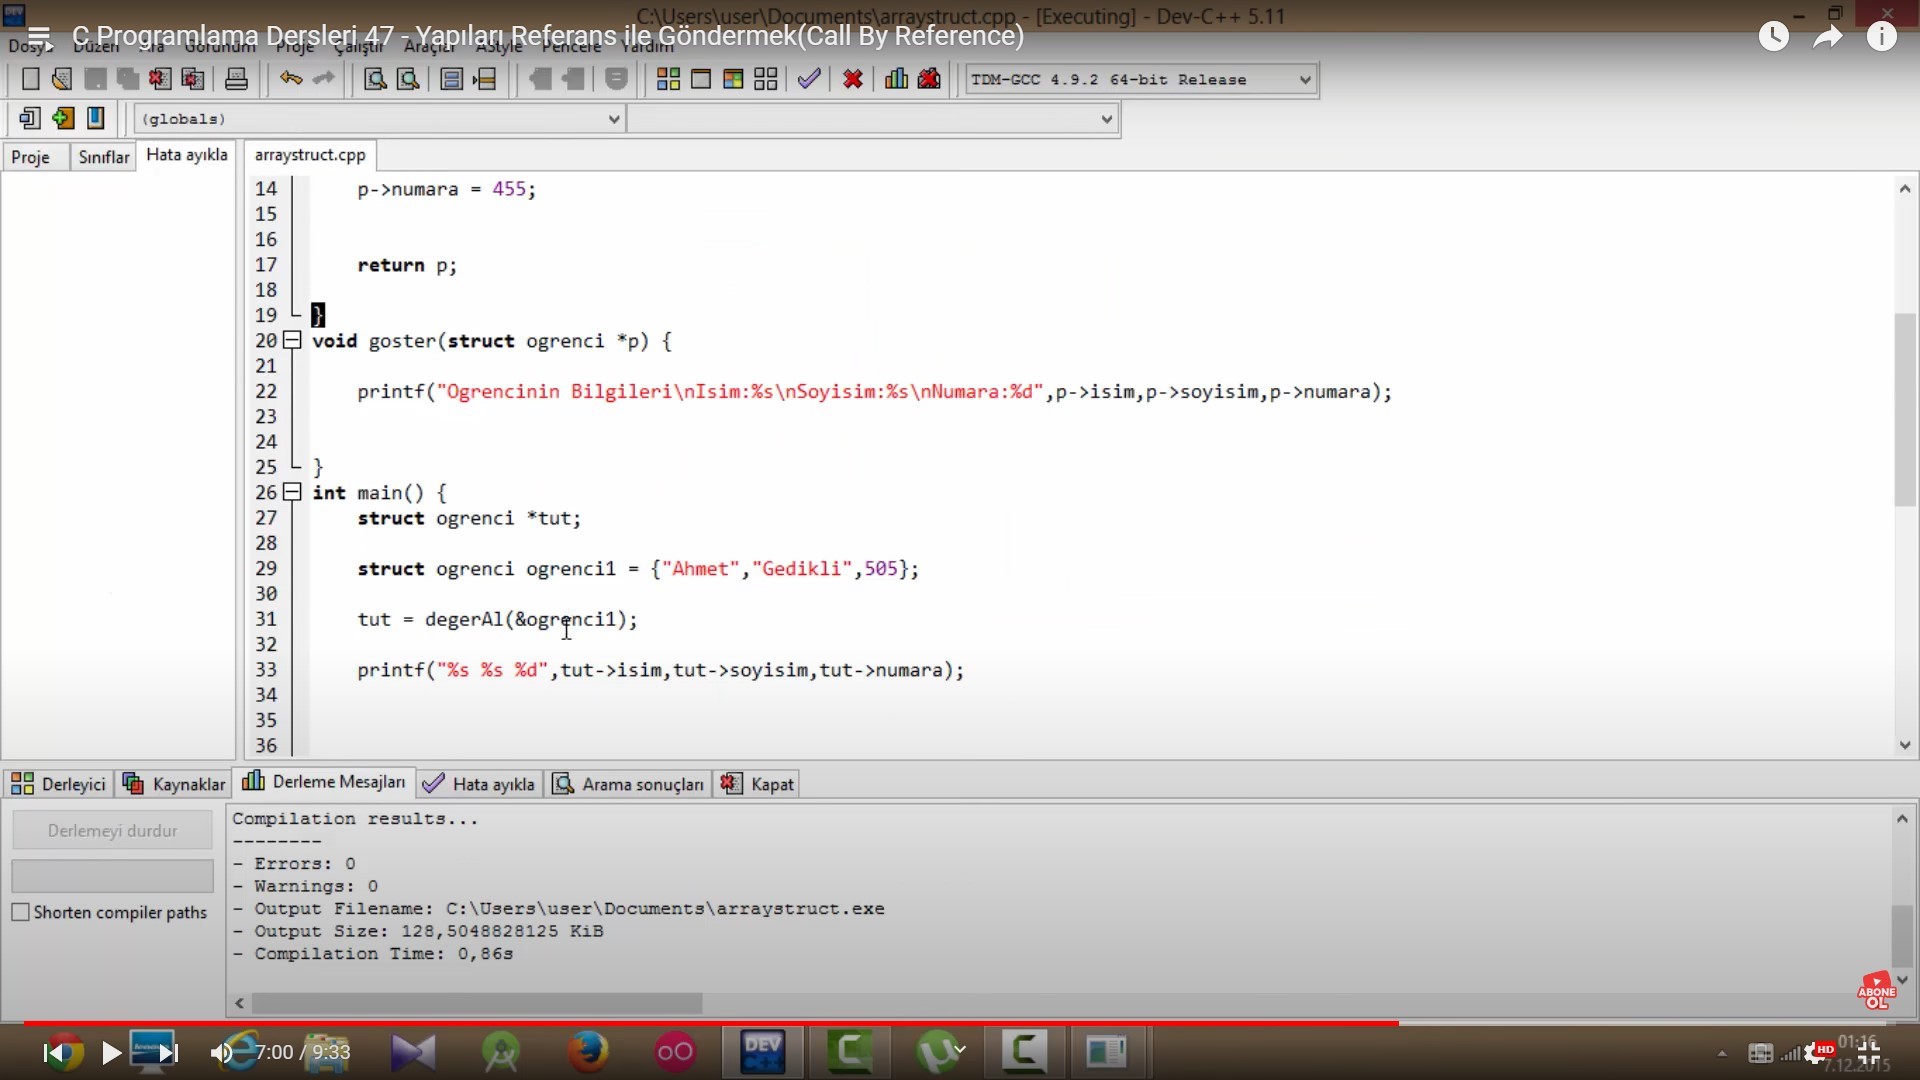 C:\Users\user\Documents\arraystruct.cpp - [Executing] - Dev-C++ 5.11
C Programlama Dersleri 47 - Yapıları Referans ile Göndermek(Call By Reference)
Dosya Düzen Ara Görünüm Proje Çalıştır Araçlar AStyle Pencere Yardım
TDM-GCC 4.9.2 64-bit Release
(globals)
Proje Sınıflar Hata ayıkla arraystruct.cpp
14 p->numara = 455;
15
16
17 return p;
18
19 }
20 void goster(struct ogrenci *p) {
21
22 printf("Ogrencinin Bilgileri\nIsim:%s\nSoyisim:%s\nNumara:%d",p->isim,p->soyisim,p->numara);
23
24
25 }
26 int main() {
27 struct ogrenci *tut;
28
29 struct ogrenci ogrenci1 = {"Ahmet","Gedikli",505};
30
31 tut = degerAl(&ogrenci1);
32
33 printf("%s %s %d",tut->isim,tut->soyisim,tut->numara);
34
35
36
Derleyici Kaynaklar Derleme Mesajları Hata ayıkla Arama sonuçları Kapat
Derlemeyi durdur
Shorten compiler paths
Compilation results...
--------
- Errors: 0
- Warnings: 0
- Output Filename: C:\Users\user\Documents\arraystruct.exe
- Output Size: 128,5048828125 KiB
- Compilation Time: 0,86s
ABONE
OL
7:00 / 9:33
DEV
HD
01:16
7.12.2015